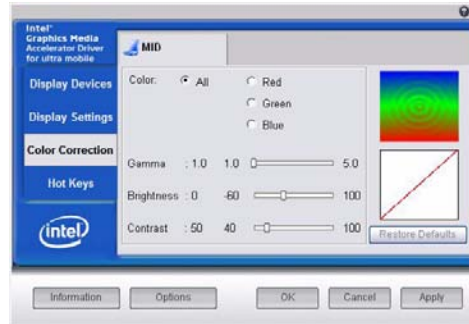 Intel®
Graphics Media
Accelerator Driver
for ultra mobile
MID
Display Devices
Display Settings
Color Correction
Hot Keys
intel
Color: All Red
Green
Blue
Gamma : 1.0 1.0 5.0
Brightness : 0 -60 100
Contrast : 50 40 100
Restore Defaults
Information Options OK Cancel Apply